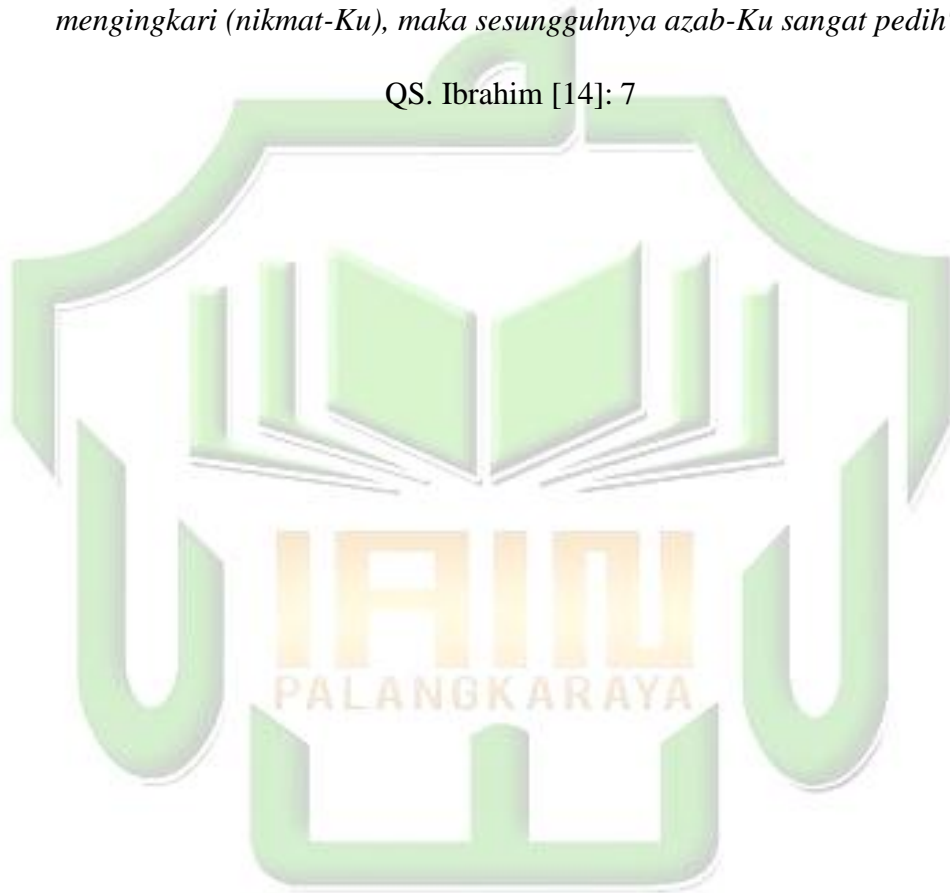 mengingkari (nikmat-Ku), maka sesungguhnya azab-Ku sangat pedih
QS. Ibrahim [14]: 7
IAIN
PALANGKARAYA